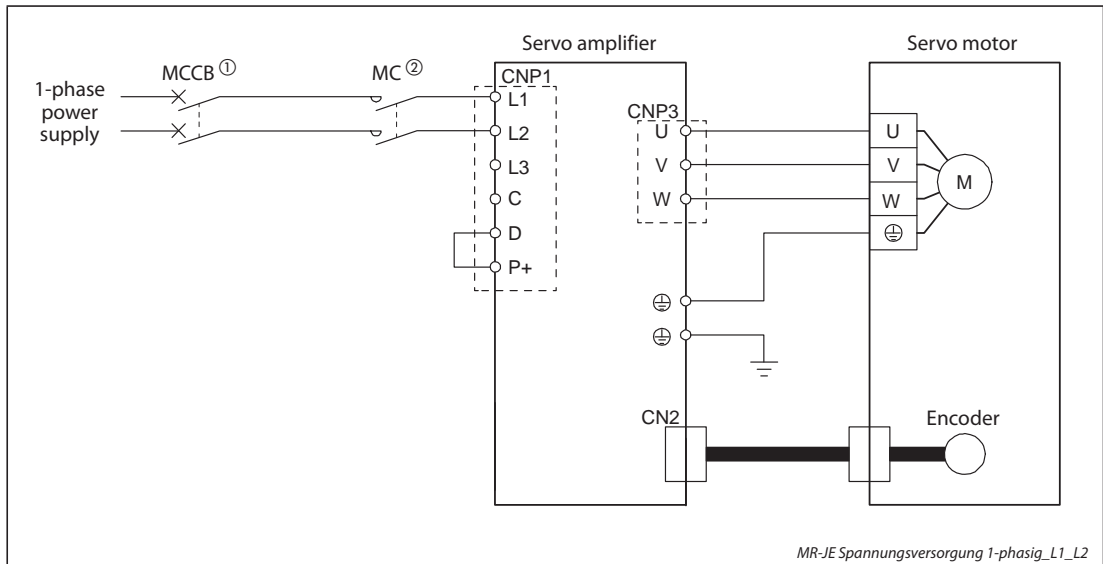 Servo amplifier
Servo motor
MCCB ①
MC ②
CNP1
1-phase
power
supply
L1
L2
L3
C
D
P+
CNP3
U
V
W
U
V
W
M
CN2
Encoder
MR-JE Spannungsversorgung 1-phasig_L1_L2